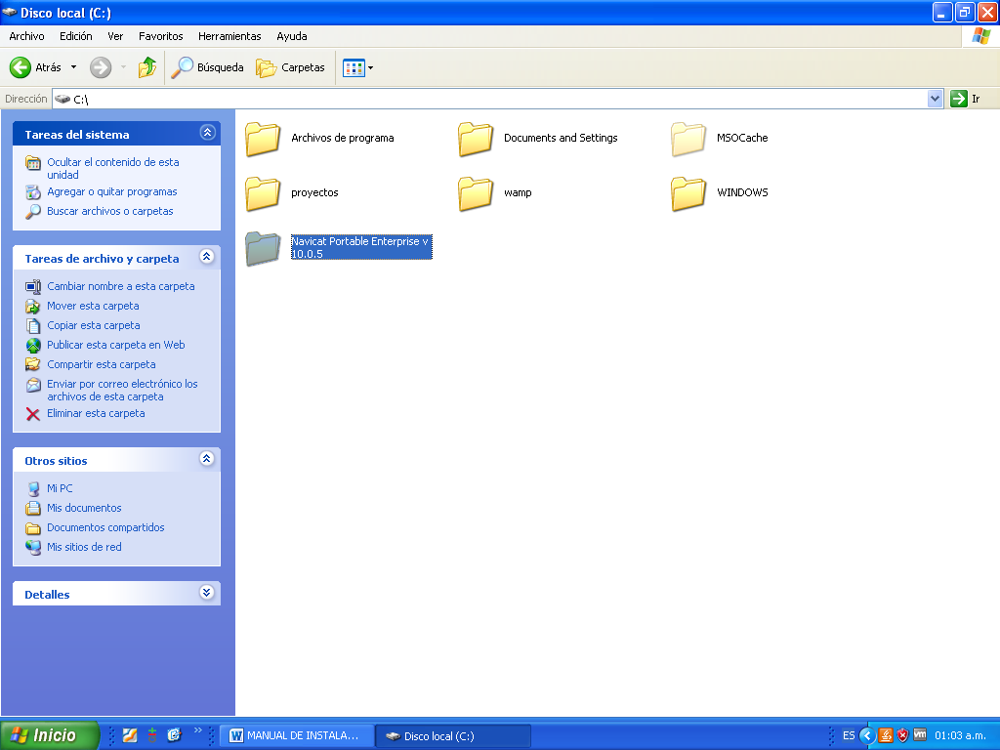 Disco local (C:)
Archivo Edición Ver Favoritos Herramientas Ayuda
Atrás Búsqueda Carpetas
Dirección C:\ Ir
Tareas del sistema
Ocultar el contenido de esta
unidad
Agregar o quitar programas
Buscar archivos o carpetas
Tareas de archivo y carpeta
Cambiar nombre a esta carpeta
Mover esta carpeta
Copiar esta carpeta
Publicar esta carpeta en Web
Compartir esta carpeta
Enviar por correo electrónico los
archivos de esta carpeta
Eliminar esta carpeta
Otros sitios
Mi PC
Mis documentos
Documentos compartidos
Mis sitios de red
Detalles
Archivos de programa Documents and Settings MSOCache
proyectos wamp WINDOWS
Navicat Portable Enterprise v
10.0.5
Inicio MANUAL DE INSTALA... Disco local (C:) ES vm 01:03 a.m.